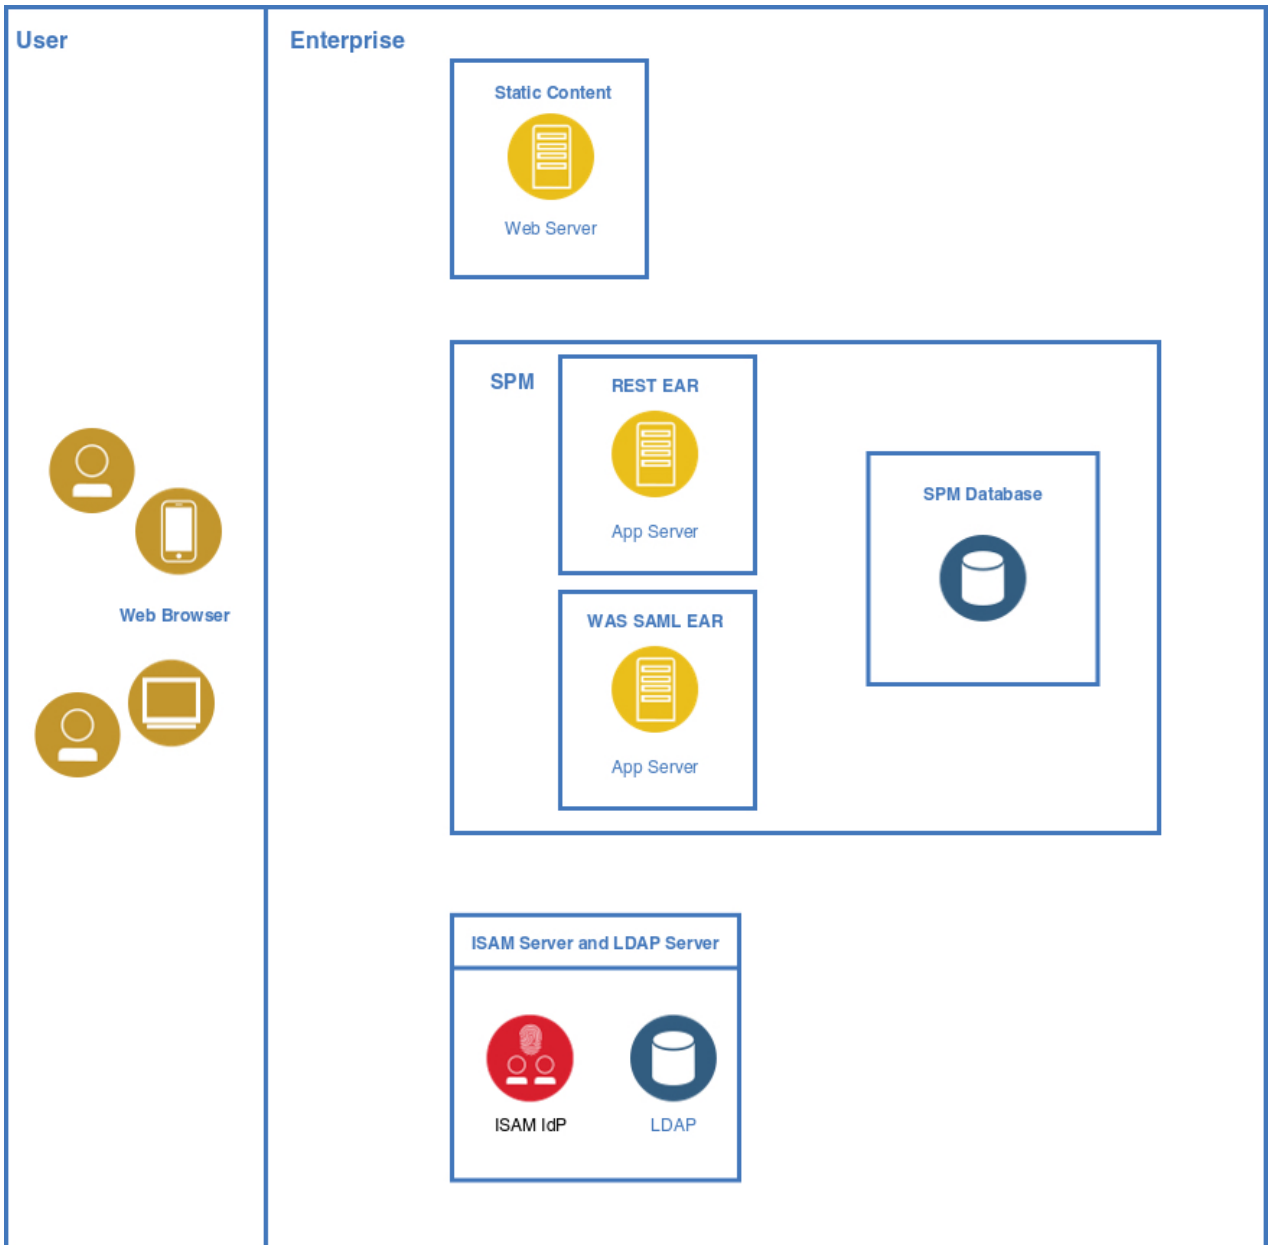 User
Enterprise
Static Content
Web Server
SPM
REST EAR
App Server
SPM Database
WAS SAML EAR
App Server
Web Browser
ISAM Server and LDAP Server
ISAM IdP
LDAP